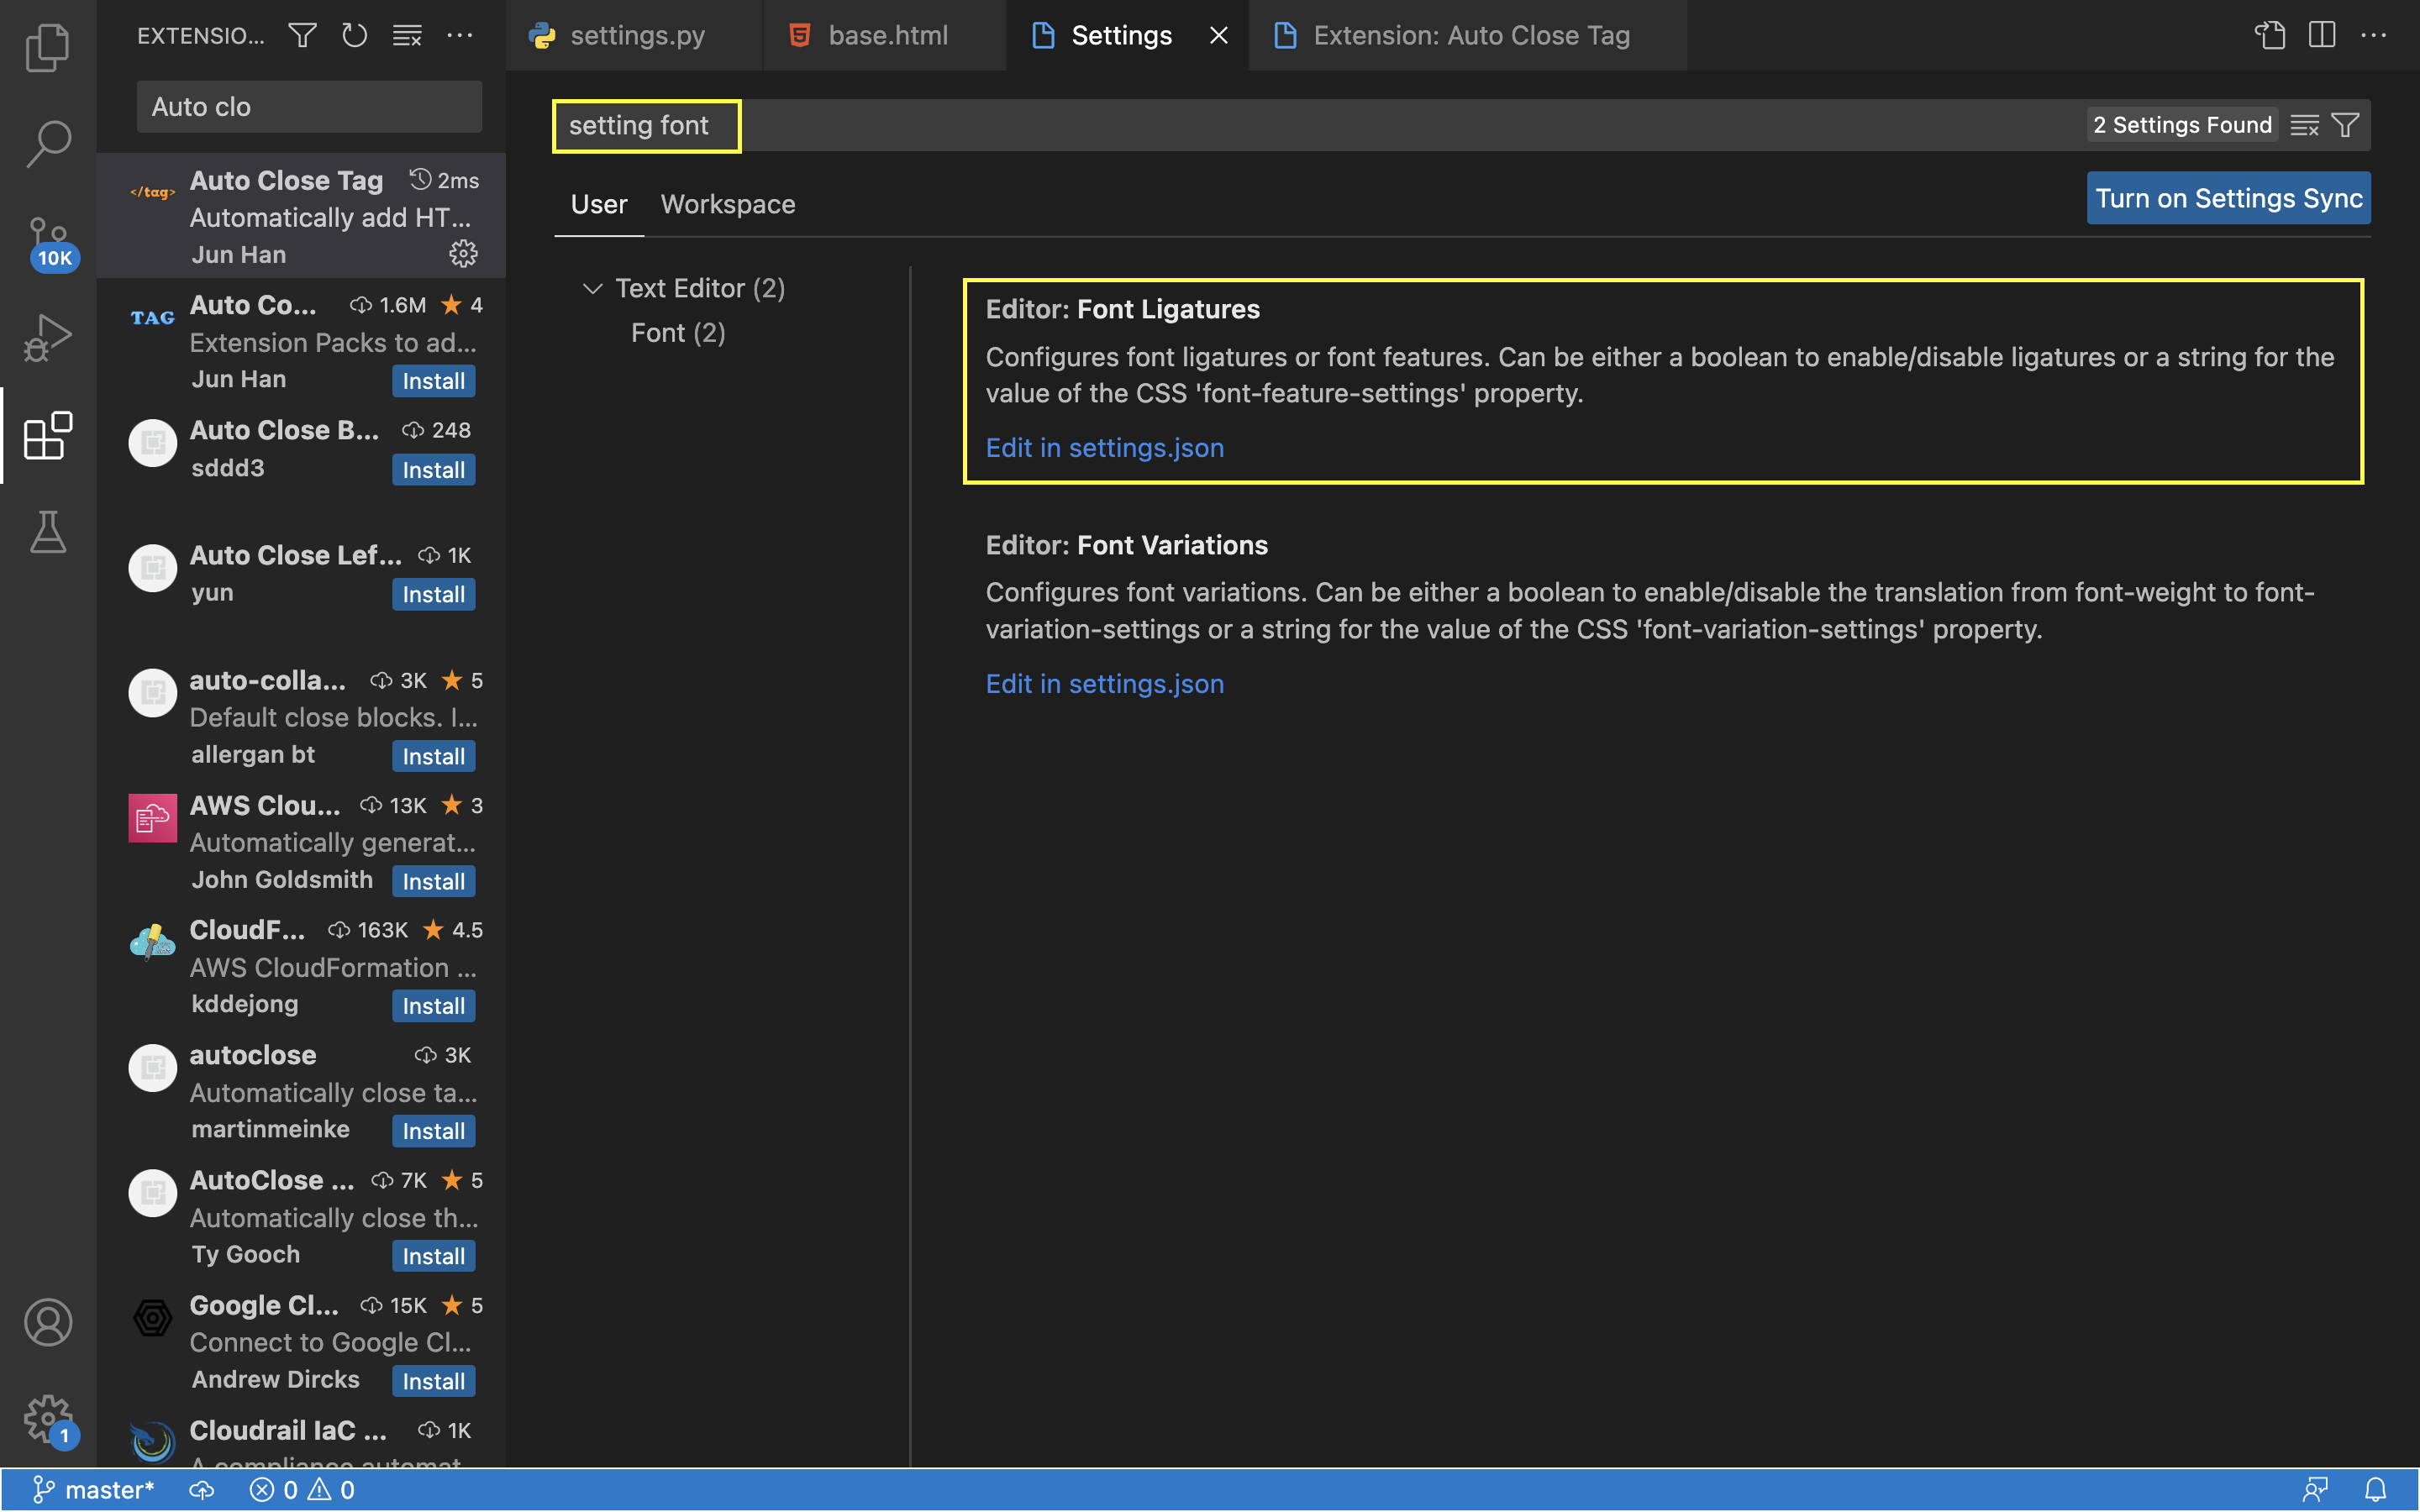 EXTENSIO...
settings.py
base.html
Settings
Extension: Auto Close Tag
Auto clo
setting font
2 Settings Found
User
Workspace
Turn on Settings Sync
Text Editor (2)
Font (2)
Editor: Font Ligatures
Configures font ligatures or font features. Can be either a boolean to enable/disable ligatures or a string for the
value of the CSS 'font-feature-settings' property.
Edit in settings.json
Editor: Font Variations
Configures font variations. Can be either a boolean to enable/disable the translation from font-weight to font-
variation-settings or a string for the value of the CSS 'font-variation-settings' property.
Edit in settings.json
10K
</tag>
Auto Close Tag 2ms
Automatically add HT...
Jun Han
TAG
Auto Co... 1.6M 4
Extension Packs to ad...
Jun Han Install
Auto Close B... 248
sddd3 Install
Auto Close Lef... 1K
yun Install
auto-colla... 3K 5
Default close blocks. I...
allergan bt Install
AWS Clou... 13K 3
Automatically generat...
John Goldsmith Install
CloudF... 163K 4.5
AWS CloudFormation ...
kddejong Install
autoclose 3K
Automatically close ta...
martinmeinke Install
AutoClose ... 7K 5
Automatically close th...
Ty Gooch Install
Google Cl... 15K 5
Connect to Google Cl...
Andrew Dircks Install
Cloudrail IaC ... 1K
A compliance automat
1
master* 0 0